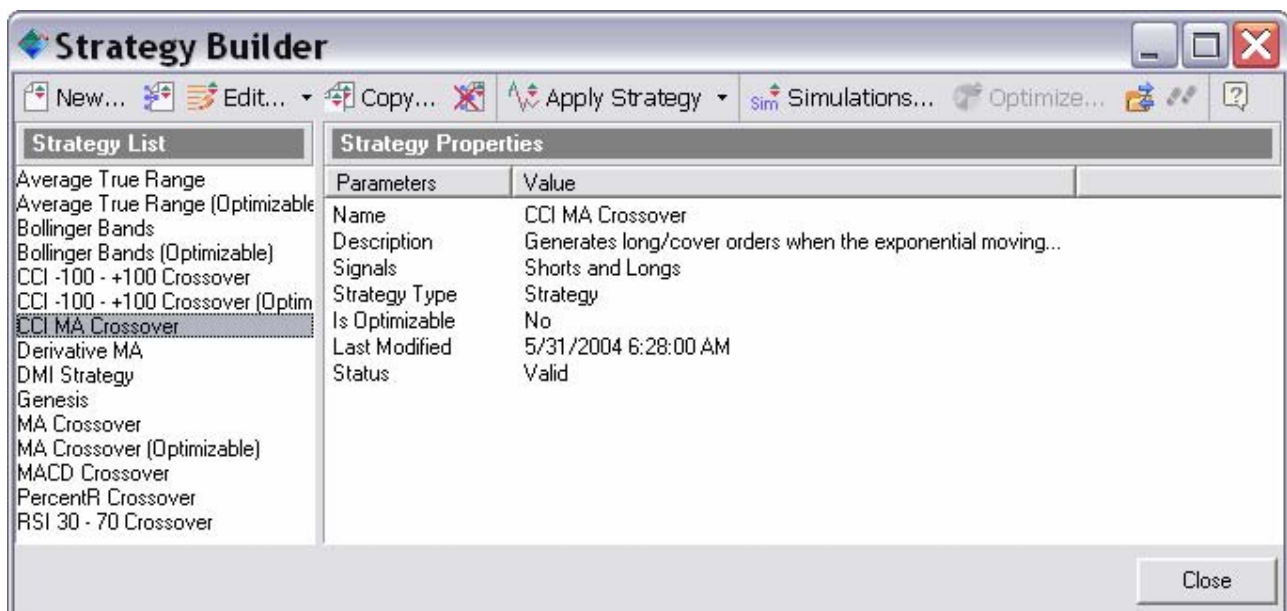 Strategy Builder
New... Edit... Copy... Apply Strategy Sim Simulations... Optimize...
Strategy List
Average True Range
Average True Range (Optimizable
Bollinger Bands
Bollinger Bands (Optimizable)
CCI -100 - +100 Crossover
CCI -100 - +100 Crossover (Optim
CCI MA Crossover
Derivative MA
DMI Strategy
Genesis
MA Crossover
MA Crossover (Optimizable)
MACD Crossover
PercentR Crossover
RSI 30 - 70 Crossover
Strategy Properties
Parameters Value
Name CCI MA Crossover
Description Generates long/cover orders when the exponential moving...
Signals Shorts and Longs
Strategy Type Strategy
Is Optimizable No
Last Modified 5/31/2004 6:28:00 AM
Status Valid
Close